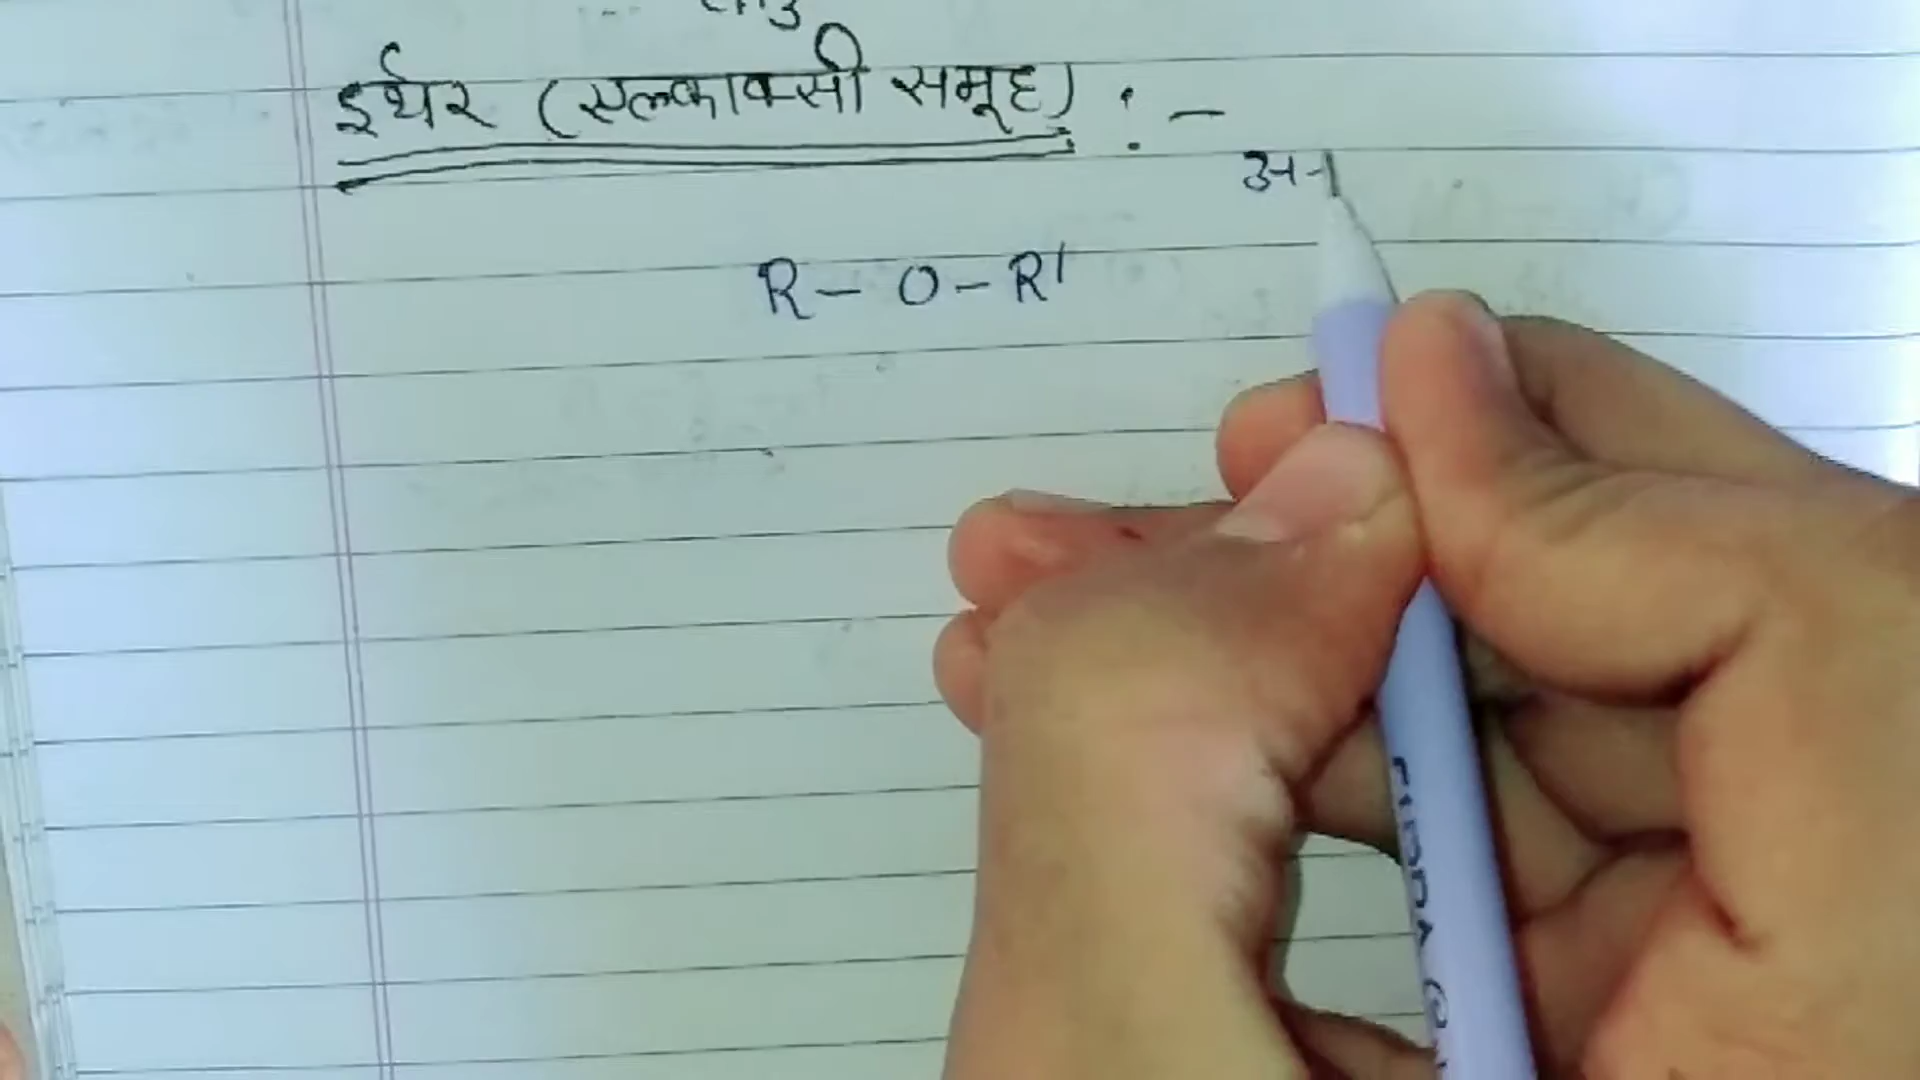 ईथर (एल्काक्सी समूह) : -
R - O - R'